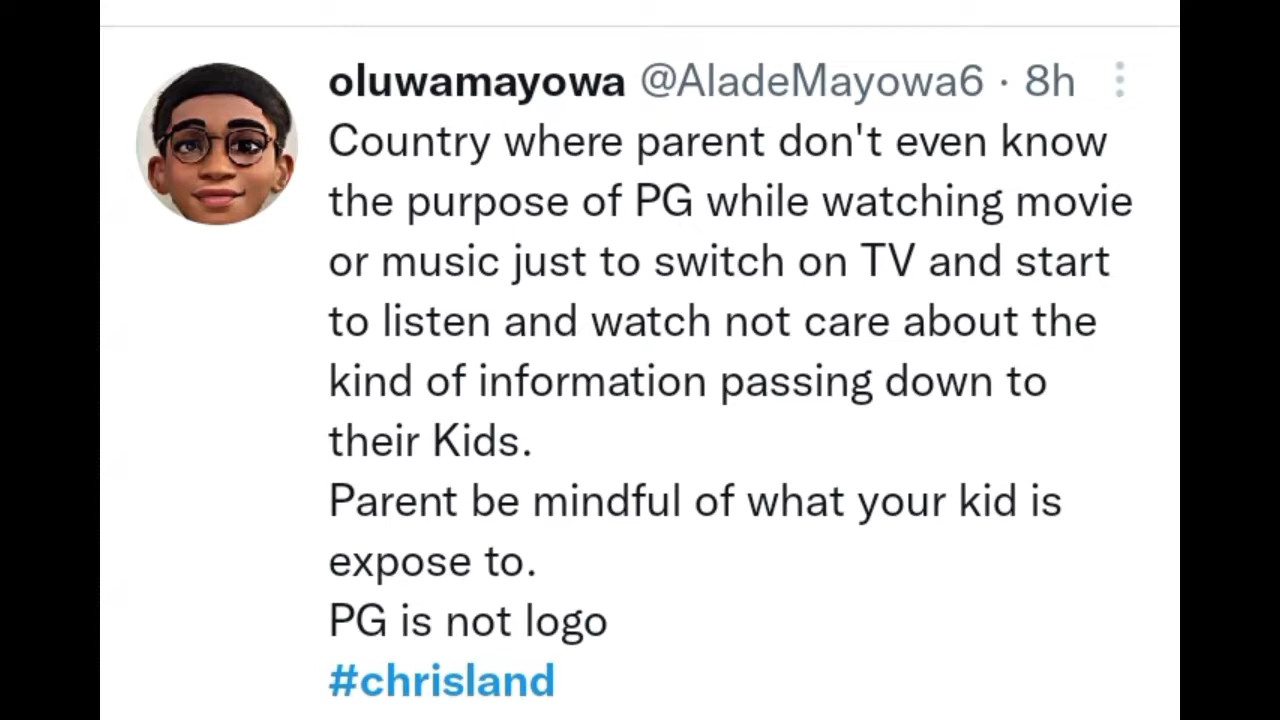 oluwamayowa @AladeMayowa6 · 8h
Country where parent don't even know
the purpose of PG while watching movie
or music just to switch on TV and start
to listen and watch not care about the
kind of information passing down to
their Kids.
Parent be mindful of what your kid is
expose to.
PG is not logo
#chrisland